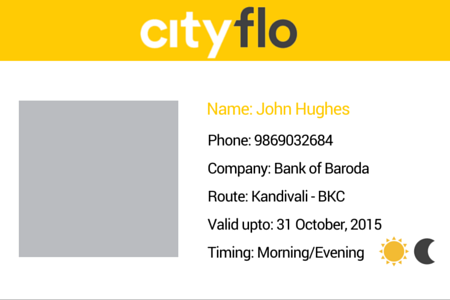 cityflo
Name: John Hughes
Phone: 9869032684
Company: Bank of Baroda
Route: Kandivali - BKC
Valid upto: 31 October, 2015
Timing: Morning/Evening